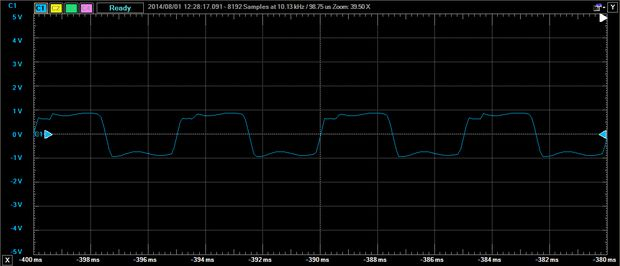 C1
C1 C2 Ready 2014/08/01 12:28:17.091 - 8192 Samples at 10.13 kHz / 98.75 us Zoom: 39.50 X Y
5 V
4 V
3 V
2 V
1 V
C1 0 V
-1 V
-2 V
-3 V
-4 V
-5 V
X -400 ms -398 ms -396 ms -394 ms -392 ms -390 ms -388 ms -386 ms -384 ms -382 ms -380 ms